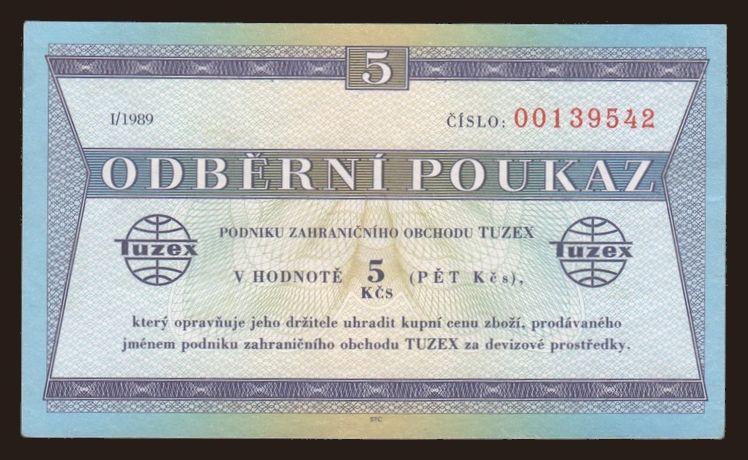 5
I/1989 ČÍSLO: 00139542
ODBĚRNÍ POUKAZ
Tuzex
PODNIKU ZAHRANIČNÍHO OBCHODU TUZEX
Tuzex
V HODNOTĚ 5 Kčs (PĚT Kčs),
který opravňuje jeho držitele uhradit kupní cenu zboží, prodávaného
jménem podniku zahraničního obchodu TUZEX za devizové prostředky.
STC